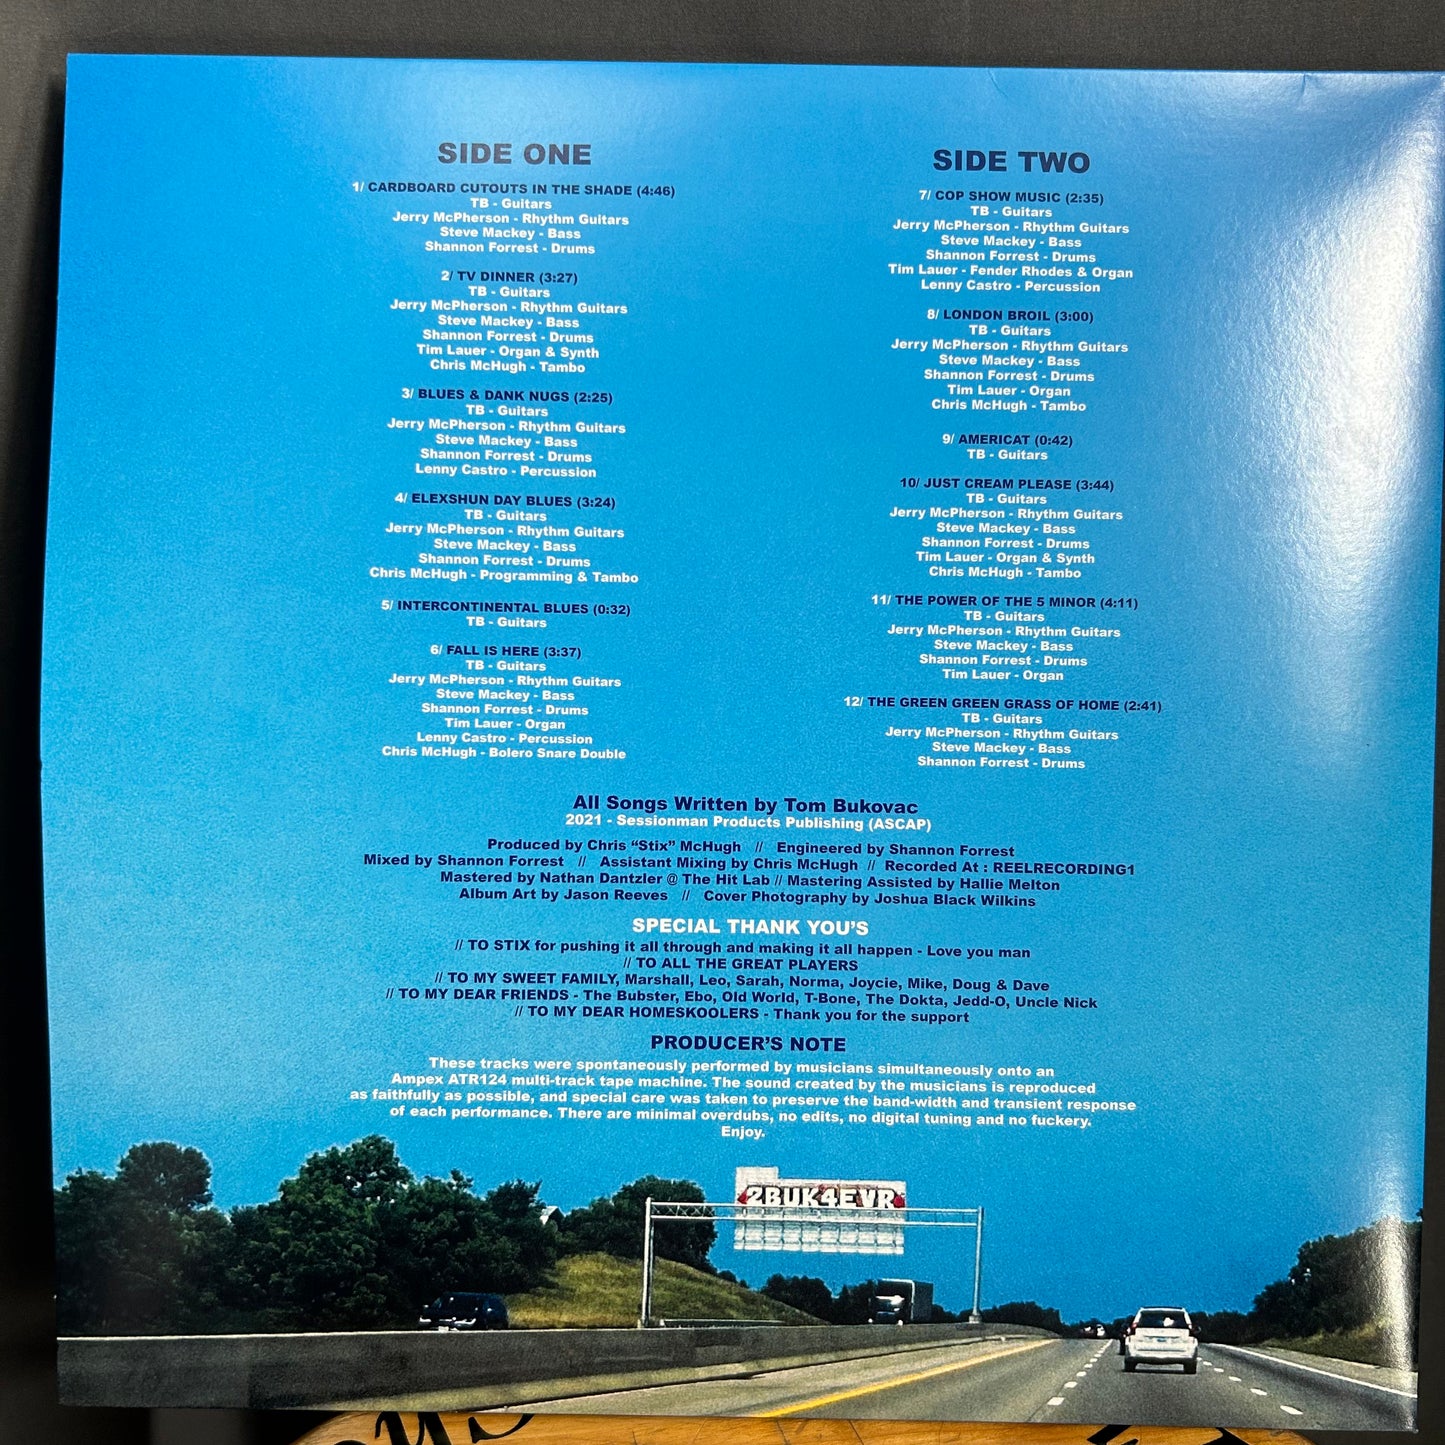 SIDE ONE
1/ CARDBOARD CUTOUTS IN THE SHADE (4:46)
TB - Guitars
Jerry McPherson - Rhythm Guitars
Steve Mackey - Bass
Shannon Forrest - Drums
2/ TV DINNER (3:27)
TB - Guitars
Jerry McPherson - Rhythm Guitars
Steve Mackey - Bass
Shannon Forrest - Drums
Tim Lauer - Organ & Synth
Chris McHugh - Tambo
3/ BLUES & DANK NUGS (2:25)
TB - Guitars
Jerry McPherson - Rhythm Guitars
Steve Mackey - Bass
Shannon Forrest - Drums
Lenny Castro - Percussion
4/ ELEXSHUN DAY BLUES (3:24)
TB - Guitars
Jerry McPherson - Rhythm Guitars
Steve Mackey - Bass
Shannon Forrest - Drums
Chris McHugh - Programming & Tambo
5/ INTERCONTINENTAL BLUES (0:32)
TB - Guitars
6/ FALL IS HERE (3:37)
TB - Guitars
Jerry McPherson - Rhythm Guitars
Steve Mackey - Bass
Shannon Forrest - Drums
Tim Lauer - Organ
Lenny Castro - Percussion
Chris McHugh - Bolero Snare Double
SIDE TWO
7/ COP SHOW MUSIC (2:35)
TB - Guitars
Jerry McPherson - Rhythm Guitars
Steve Mackey - Bass
Shannon Forrest - Drums
Tim Lauer - Fender Rhodes & Organ
Lenny Castro - Percussion
8/ LONDON BROIL (3:00)
TB - Guitars
Jerry McPherson - Rhythm Guitars
Steve Mackey - Bass
Shannon Forrest - Drums
Tim Lauer - Organ
Chris McHugh - Tambo
9/ AMERICAT (0:42)
TB - Guitars
10/ JUST CREAM PLEASE (3:44)
TB - Guitars
Jerry McPherson - Rhythm Guitars
Steve Mackey - Bass
Shannon Forrest - Drums
Tim Lauer - Organ & Synth
Chris McHugh - Tambo
11/ THE POWER OF THE 5 MINOR (4:11)
TB - Guitars
Jerry McPherson - Rhythm Guitars
Steve Mackey - Bass
Shannon Forrest - Drums
Tim Lauer - Organ
12/ THE GREEN GREEN GRASS OF HOME (2:41)
TB - Guitars
Jerry McPherson - Rhythm Guitars
Steve Mackey - Bass
Shannon Forrest - Drums
All Songs Written by Tom Bukovac
2021 - Sessionman Products Publishing (ASCAP)
Produced by Chris “Stix” McHugh // Engineered by Shannon Forrest
Mixed by Shannon Forrest // Assistant Mixing by Chris McHugh // Recorded At : REELRECORDING1
Mastered by Nathan Dantzler @ The Hit Lab // Mastering Assisted by Hallie Melton
Album Art by Jason Reeves // Cover Photography by Joshua Black Wilkins
SPECIAL THANK YOU’S
// TO STIX for pushing it all through and making it all happen - Love you man
// TO ALL THE GREAT PLAYERS
// TO MY SWEET FAMILY, Marshall, Leo, Sarah, Norma, Joycie, Mike, Doug & Dave
// TO MY DEAR FRIENDS - The Bubster, Ebo, Old World, T-Bone, The Dokta, Jedd-O, Uncle Nick
// TO MY DEAR HOMESKOOLERS - Thank you for the support
PRODUCER’S NOTE
These tracks were spontaneously performed by musicians simultaneously onto an
Ampex ATR124 multi-track tape machine. The sound created by the musicians is reproduced
as faithfully as possible, and special care was taken to preserve the band-width and transient response
of each performance. There are minimal overdubs, no edits, no digital tuning and no fuckery.
Enjoy.
2BUK4EVR